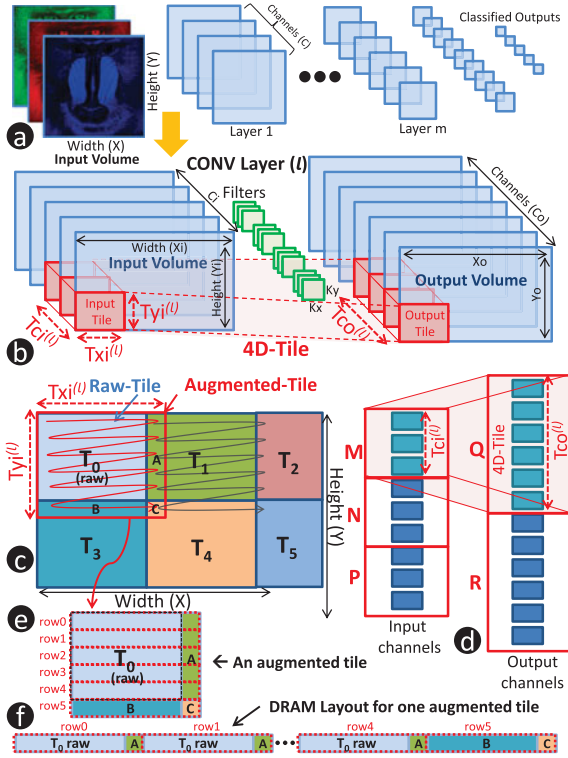 Channels (C)
Classified Outputs
Height (Y)
Layer 1
Layer m
Width (X)
Input Volume
a
CONV Layer (l)
Ci
Filters
Channels (Co)
Width (Xi)
Input Volume
Height (Yi)
Xo
Output Volume
Yo
Ky
Kx
Input
Tile
Tyi(l)
Tci(l)
Txi(l)
Tco(l)
Output
Tile
4D-Tile
b
Txi(l)
Raw-Tile
Augmented-Tile
Tyi(l)
T0
(raw)
A
T1
T2
B
C
T3
T4
T5
Height (Y)
Width (X)
c
M
Tci(l)
N
P
Input
channels
Q
4D-Tile
Tco(l)
R
d
Output
channels
e
row0
row1
row2
row3
row4
row5
T0
(raw)
A
B
C
An augmented tile
f
DRAM Layout for one augmented tile
row0
row1
row4
row5
T0 raw
A
T0 raw
A
T0 raw
A
B
C